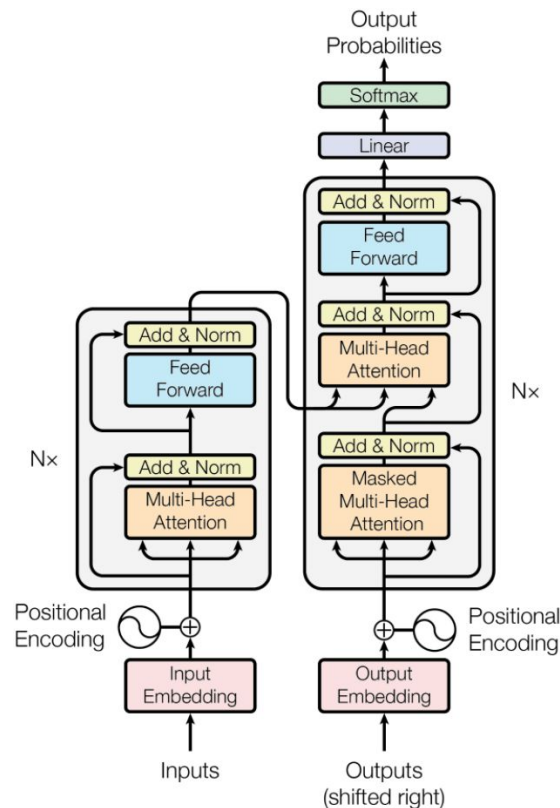 Output
Probabilities
Softmax
Linear
Add & Norm
Feed
Forward
Add & Norm
Multi-Head
Attention
Add & Norm
Masked
Multi-Head
Attention
N×
Add & Norm
Feed
Forward
Add & Norm
Multi-Head
Attention
N×
Positional
Encoding
Positional
Encoding
Input
Embedding
Output
Embedding
Inputs
Outputs
(shifted right)